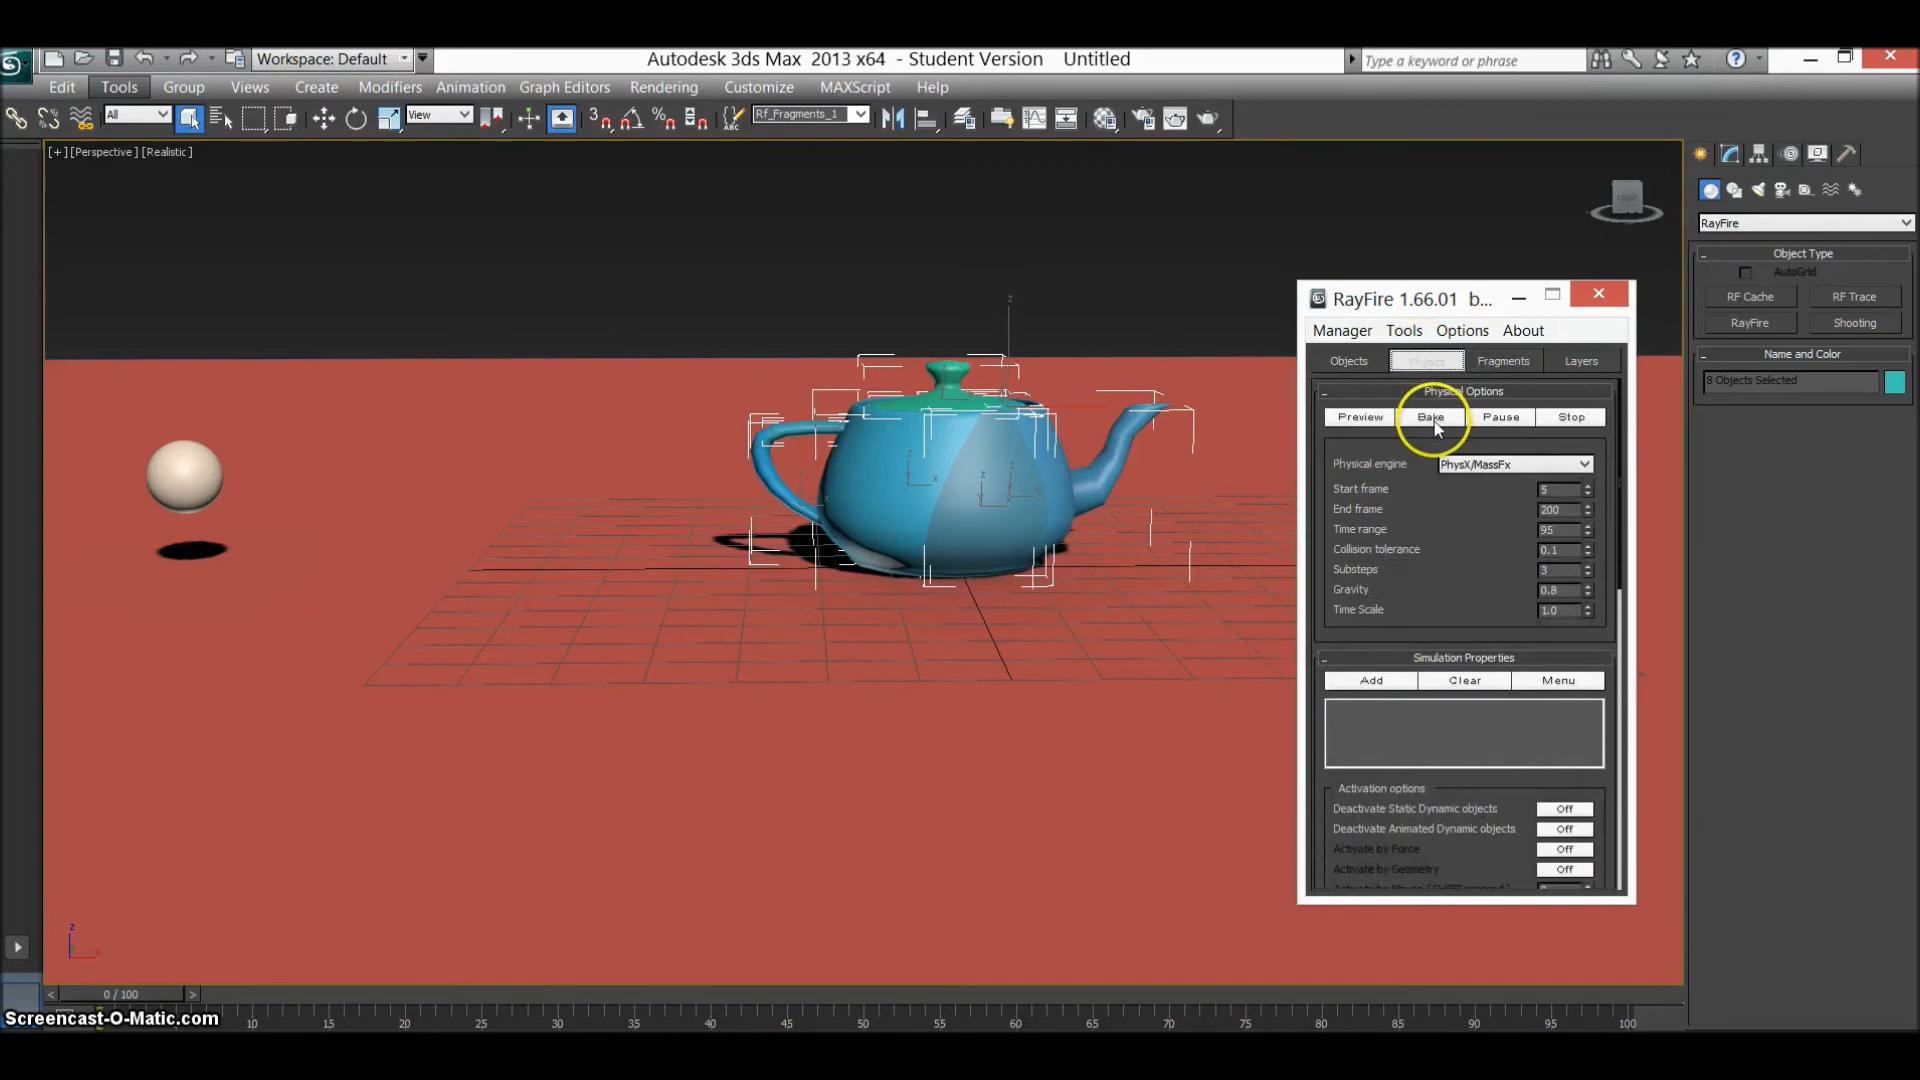 Workspace: Default
Autodesk 3ds Max 2013 x64 - Student Version Untitled
Type a keyword or phrase
Edit Tools Group Views Create Modifiers Animation Graph Editors Rendering Customize MAXScript Help
All View Rf_Fragments_1
[+] [Perspective] [Realistic]
RayFire
Object Type
AutoGrid
RF Cache RF Trace
RayFire Shooting
Name and Color
8 Objects Selected
RayFire 1.66.01 b...
Manager Tools Options About
Objects Physics Fragments Layers
Physical Options
Preview Bake Pause Stop
Physical engine PhysX/MassFx
Start frame 5
End frame 200
Time range 95
Collision tolerance 0.1
Substeps 3
Gravity 0.8
Time Scale 1.0
Simulation Properties
Add Clear Menu
Activation options
Deactivate Static Dynamic objects Off
Deactivate Animated Dynamic objects Off
Activate by Force Off
Activate by Geometry Off
z
x
0 / 100
10 15 20 25 30 35 40 45 50 55 60 65 70 75 80 85 90 95 100
Screencast-O-Matic.com